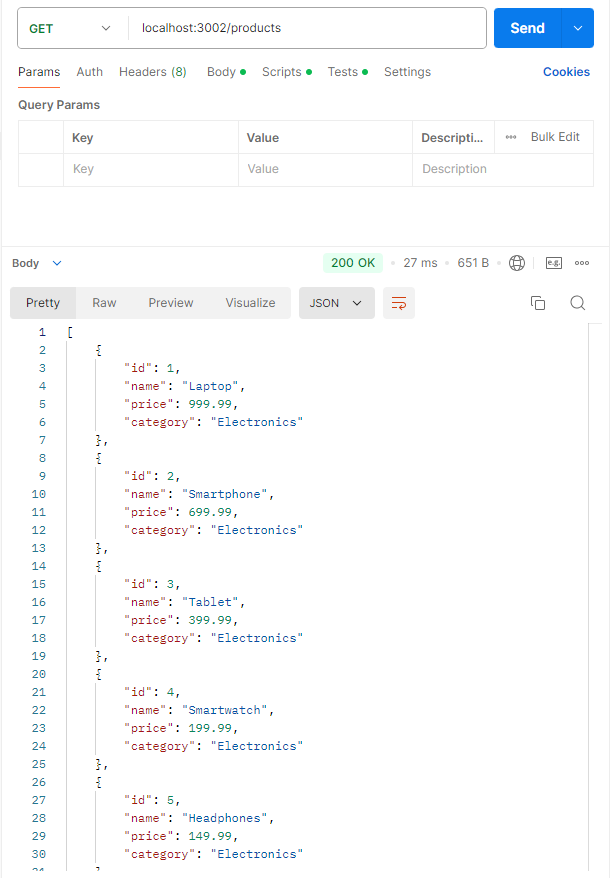 GET localhost:3002/products Send
Params Auth Headers (8) Body Scripts Tests Settings Cookies
Query Params
Key Value Descripti... Bulk Edit
Key Value Description
Body 200 OK 27 ms 651 B e.g.
Pretty Raw Preview Visualize JSON
1 [
2 {
3 "id": 1,
4 "name": "Laptop",
5 "price": 999.99,
6 "category": "Electronics"
7 },
8 {
9 "id": 2,
10 "name": "Smartphone",
11 "price": 699.99,
12 "category": "Electronics"
13 },
14 {
15 "id": 3,
16 "name": "Tablet",
17 "price": 399.99,
18 "category": "Electronics"
19 },
20 {
21 "id": 4,
22 "name": "Smartwatch",
23 "price": 199.99,
24 "category": "Electronics"
25 },
26 {
27 "id": 5,
28 "name": "Headphones",
29 "price": 149.99,
30 "category": "Electronics"